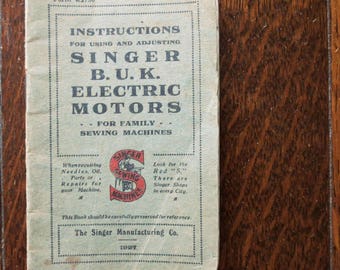 INSTRUCTIONS
FOR USING AND ADJUSTING
SINGER
B.U.K.
ELECTRIC
MOTORS
- - FOR FAMILY - -
SEWING MACHINES
When requiring
Needles, Oil,
Parts or
Repairs for
your Machine,
SINGER
SEWING
MACHINES
Look for the
Red "S."
There are
Singer Shops
in every City.
This Book should be carefully preserved for reference.
The Singer Manufacturing Co.